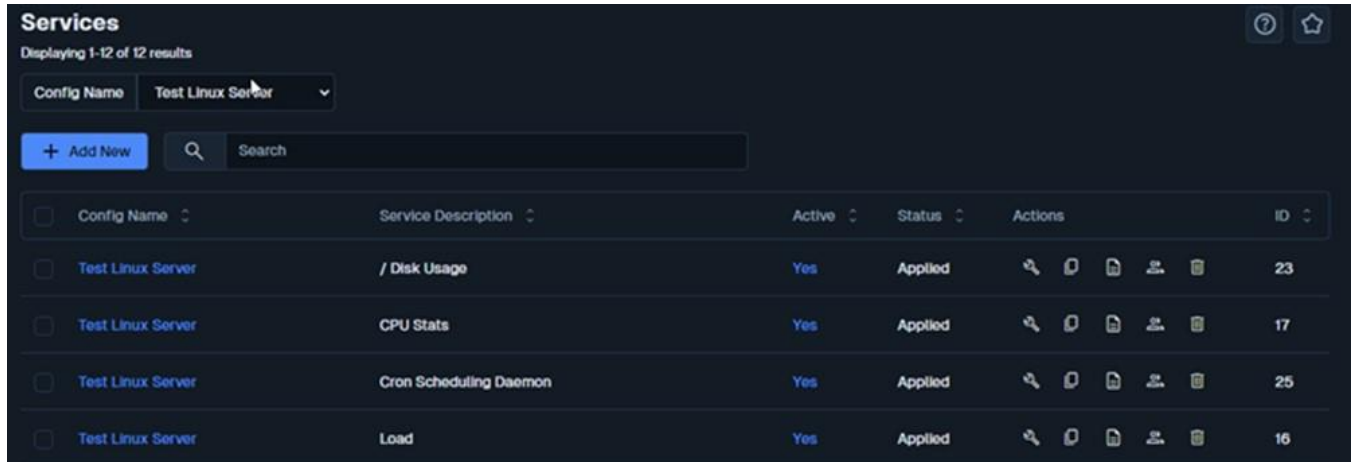 Services
Displaying 1-12 of 12 results
Config Name Test Linux Server
+ Add New Search
Config Name Service Description Active Status Actions ID
Test Linux Server / Disk Usage Yes Applied 23
Test Linux Server CPU Stats Yes Applied 17
Test Linux Server Cron Scheduling Daemon Yes Applied 25
Test Linux Server Load Yes Applied 16